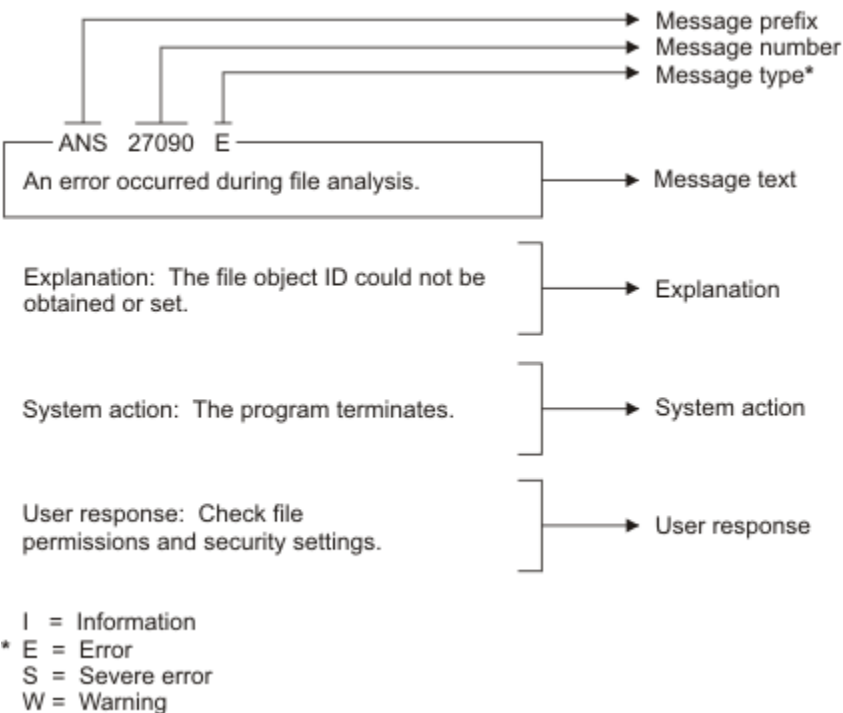 Message prefix
Message number
Message type*
ANS 27090 E
An error occurred during file analysis.
Message text
Explanation: The file object ID could not be
obtained or set.
Explanation
System action: The program terminates.
System action
User response: Check file
permissions and security settings.
User response
I = Information
* E = Error
S = Severe error
W = Warning